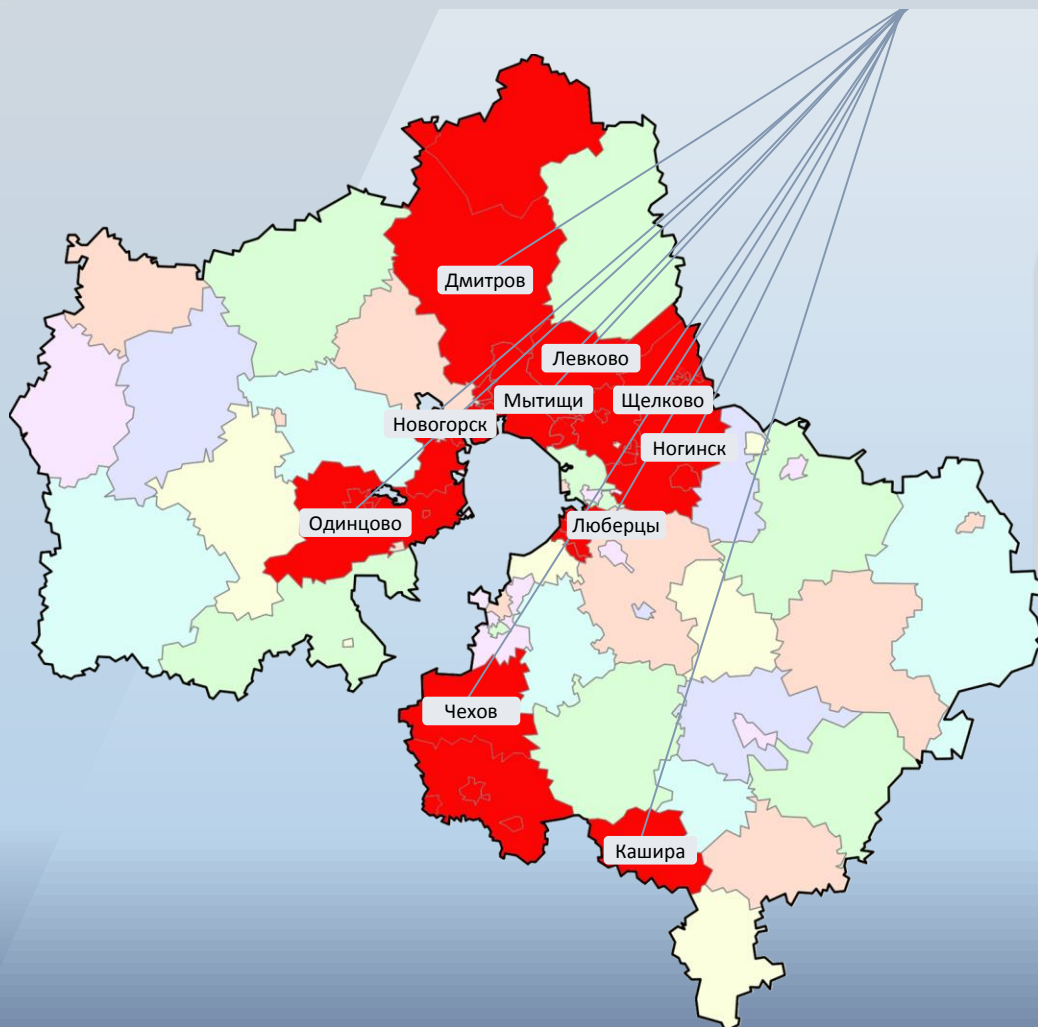 Дмитров
Левково
Мытищи
Щелково
Новогорск
Ногинск
Одинцово
Люберцы
Чехов
Кашира